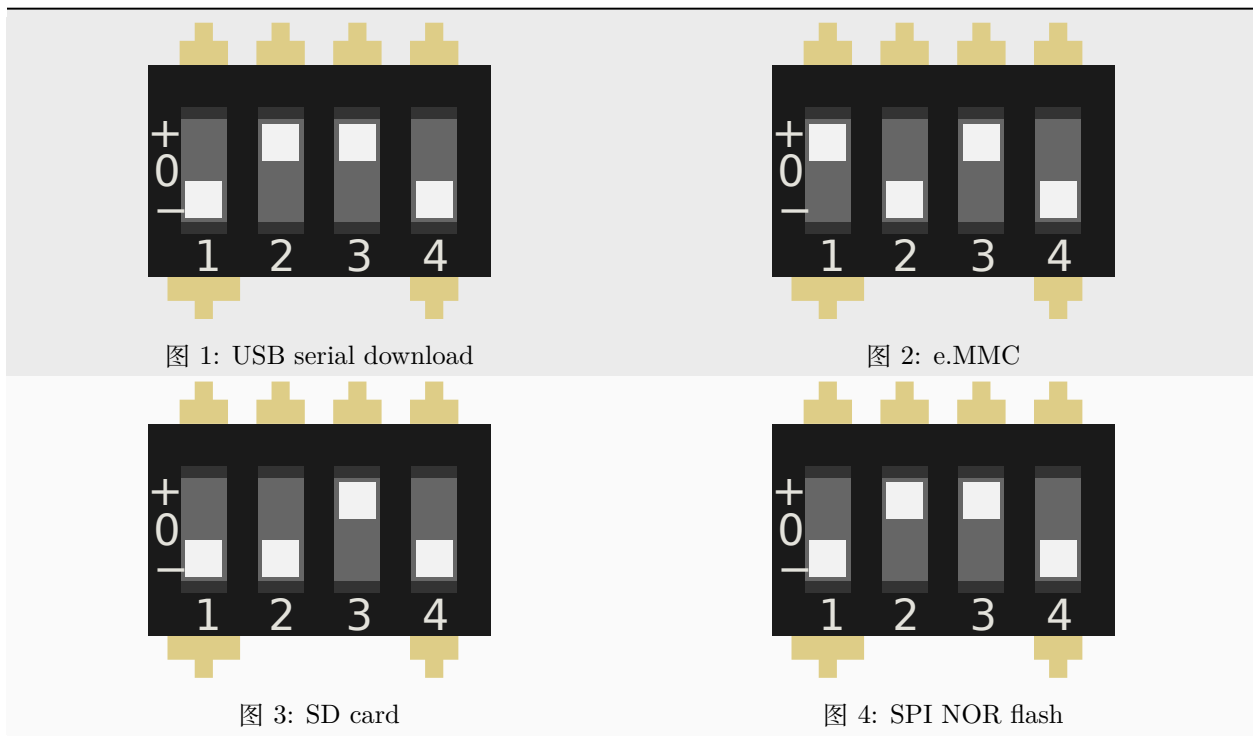 +
0
−
1 2 3 4
图 1: USB serial download
+
0
−
1 2 3 4
图 2: e.MMC
+
0
−
1 2 3 4
图 3: SD card
+
0
−
1 2 3 4
图 4: SPI NOR flash